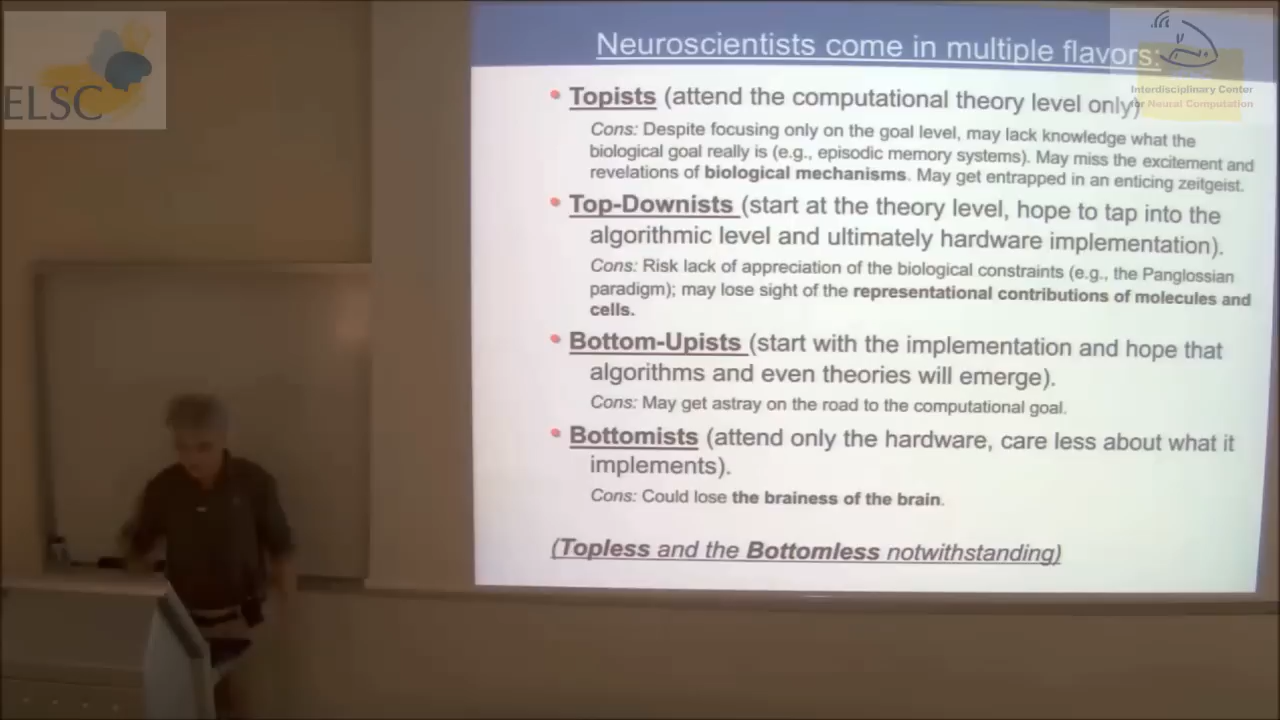 ELSC
Neuroscientists come in multiple flavors:
Interdisciplinary Center
for Neural Computation
• Topists (attend the computational theory level only)
Cons: Despite focusing only on the goal level, may lack knowledge what the
biological goal really is (e.g., episodic memory systems). May miss the excitement and
revelations of biological mechanisms. May get entrapped in an enticing zeitgeist.
• Top-Downists (start at the theory level, hope to tap into the
algorithmic level and ultimately hardware implementation).
Cons: Risk lack of appreciation of the biological constraints (e.g., the Panglossian
paradigm); may lose sight of the representational contributions of molecules and
cells.
• Bottom-Upists (start with the implementation and hope that
algorithms and even theories will emerge).
Cons: May get astray on the road to the computational goal.
• Bottomists (attend only the hardware, care less about what it
implements).
Cons: Could lose the brainess of the brain.
(Topless and the Bottomless notwithstanding)